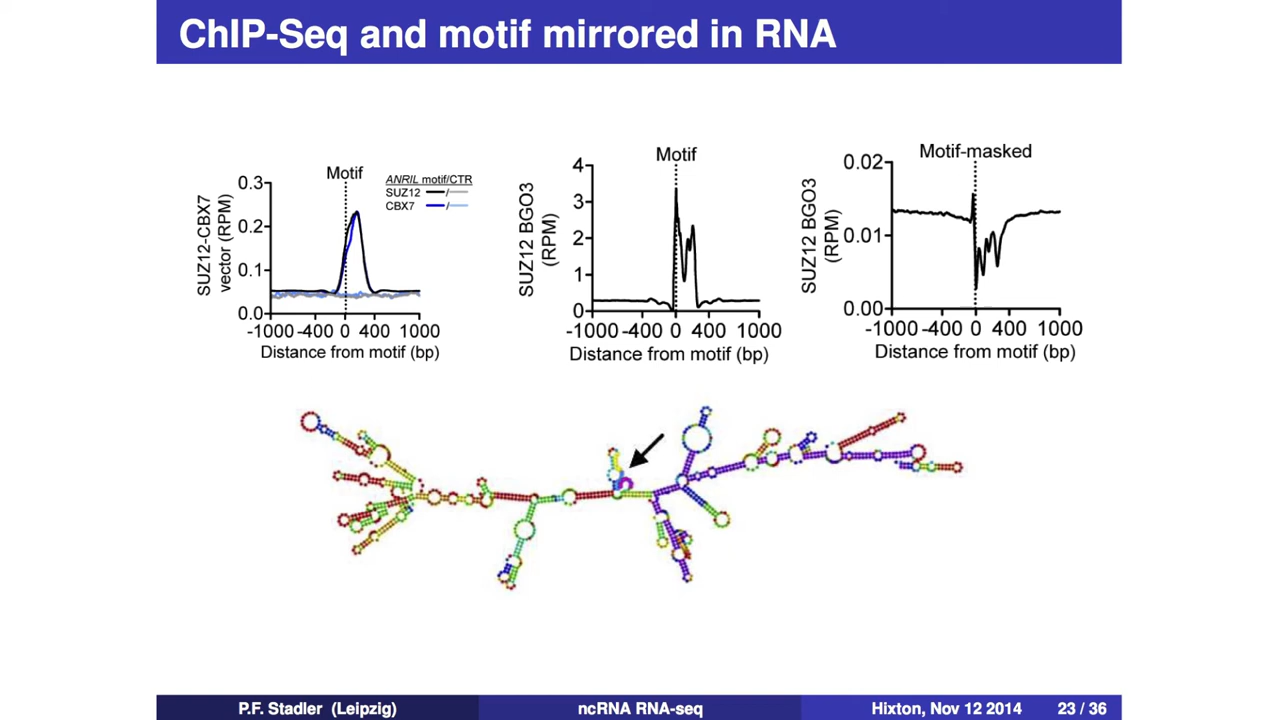 ChIP-Seq and motif mirrored in RNA
Motif
ANRIL motif/CTR
SUZ12 /
CBX7 /
SUZ12-CBX7
vector (RPM)
0.3
0.2
0.1
0.0
-1000 -400 0 400 1000
Distance from motif (bp)
Motif
SUZ12 BGO3
(RPM)
4
3
2
1
0
-1000 -400 0 400 1000
Distance from motif (bp)
Motif-masked
SUZ12 BGO3
(RPM)
0.02
0.01
0.00
-1000 -400 0 400 1000
Distance from motif (bp)
P.F. Stadler (Leipzig)
ncRNA RNA-seq
Hixton, Nov 12 2014
23 / 36